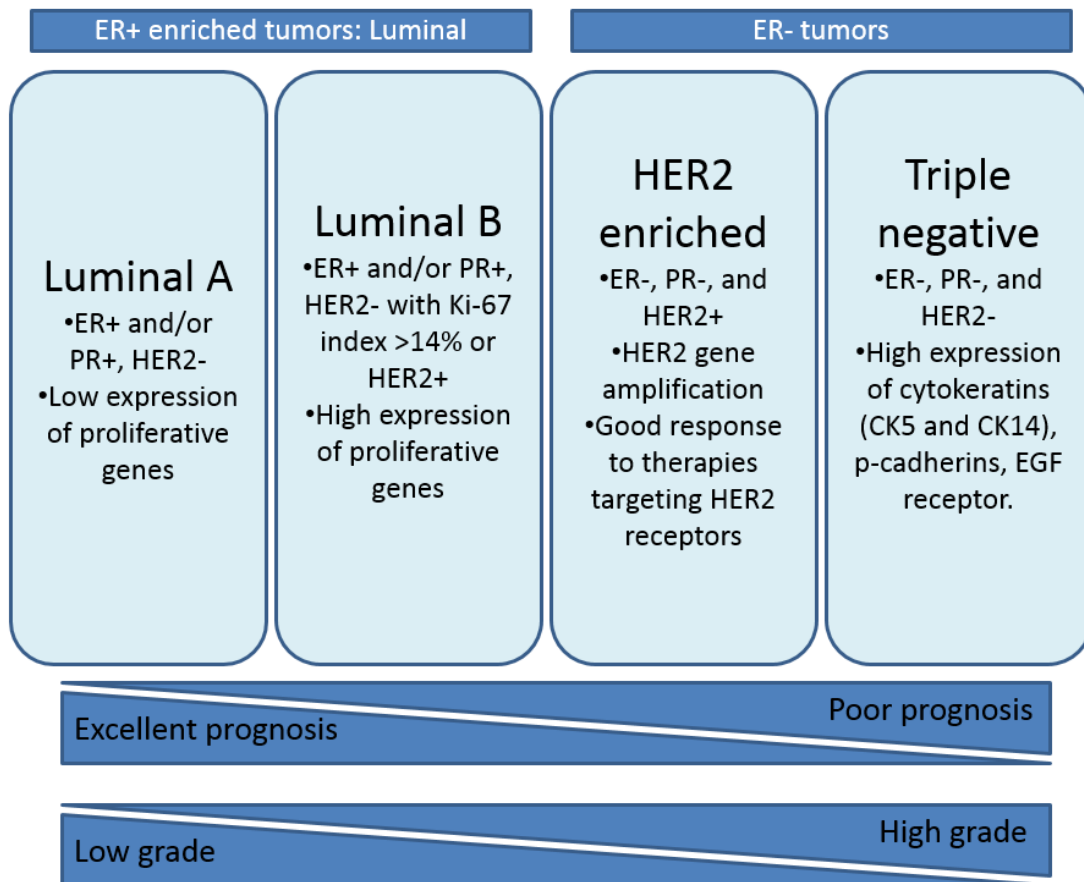 ER+ enriched tumors: Luminal
ER- tumors
Luminal A
•ER+ and/or
PR+, HER2-
•Low expression
of proliferative
genes
Luminal B
•ER+ and/or PR+,
HER2- with Ki-67
index >14% or
HER2+
•High expression
of proliferative
genes
HER2
enriched
•ER-, PR-, and
HER2+
•HER2 gene
amplification
•Good response
to therapies
targeting HER2
receptors
Triple
negative
•ER-, PR-, and
HER2-
•High expression
of cytokeratins
(CK5 and CK14),
p-cadherins, EGF
receptor.
Excellent prognosis
Poor prognosis
Low grade
High grade